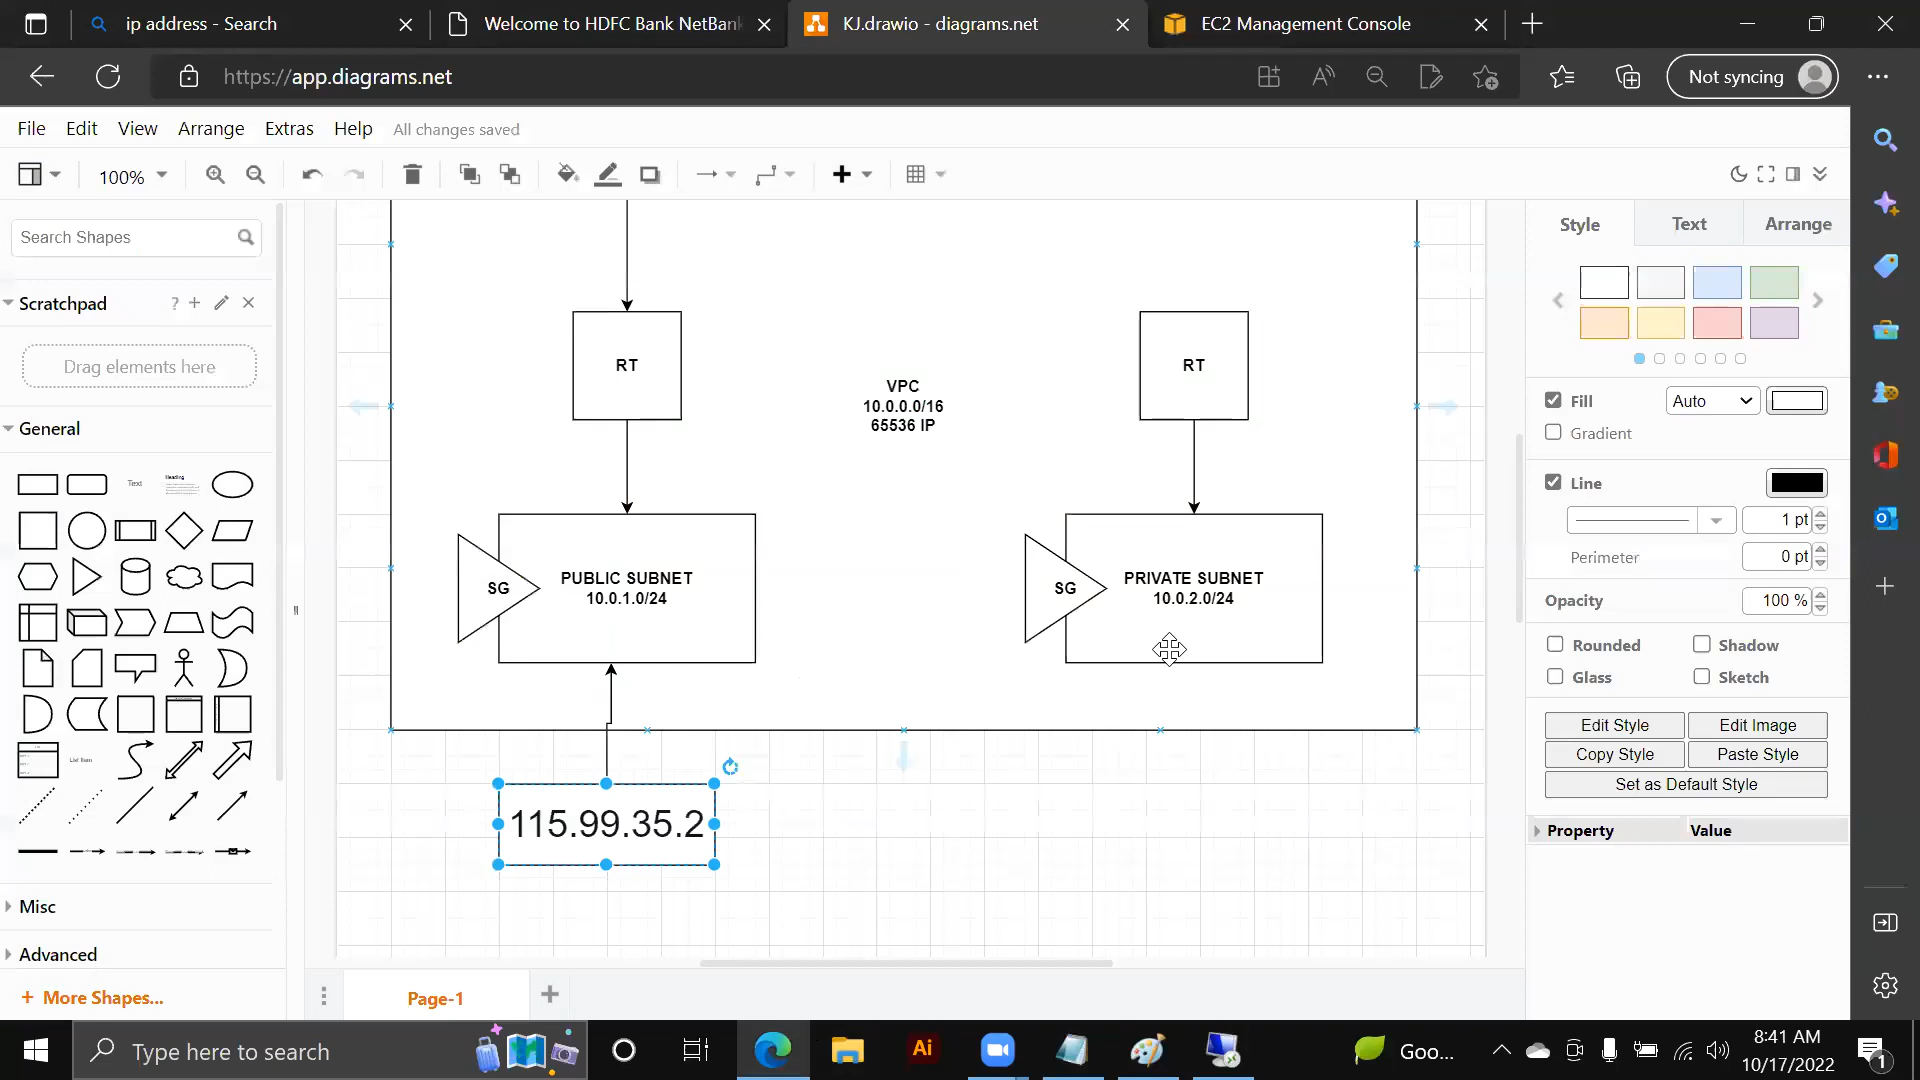 ip address - Search
Welcome to HDFC Bank NetBank
KJ.drawio - diagrams.net
EC2 Management Console
https://app.diagrams.net
Not syncing
File
Edit
View
Arrange
Extras
Help
All changes saved
100%
Search Shapes
Scratchpad
?
Drag elements here
General
Text
Heading
List Item
Misc
Advanced
+ More Shapes...
RT
VPC
10.0.0.0/16
65536 IP
RT
SG
PUBLIC SUBNET
10.0.1.0/24
SG
PRIVATE SUBNET
10.0.2.0/24
115.99.35.2
Page-1
Style
Text
Arrange
Fill
Auto
Gradient
Line
1 pt
Perimeter
0 pt
Opacity
100 %
Rounded
Shadow
Glass
Sketch
Edit Style
Edit Image
Copy Style
Paste Style
Set as Default Style
Property
Value
Type here to search
Ai
Goo...
8:41 AM
10/17/2022
1